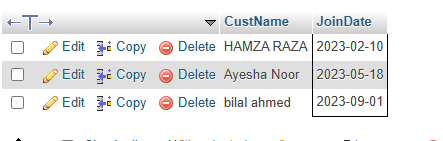 CustName JoinDate
Edit Copy Delete HAMZA RAZA 2023-02-10
Edit Copy Delete Ayesha Noor 2023-05-18
Edit Copy Delete bilal ahmed 2023-09-01